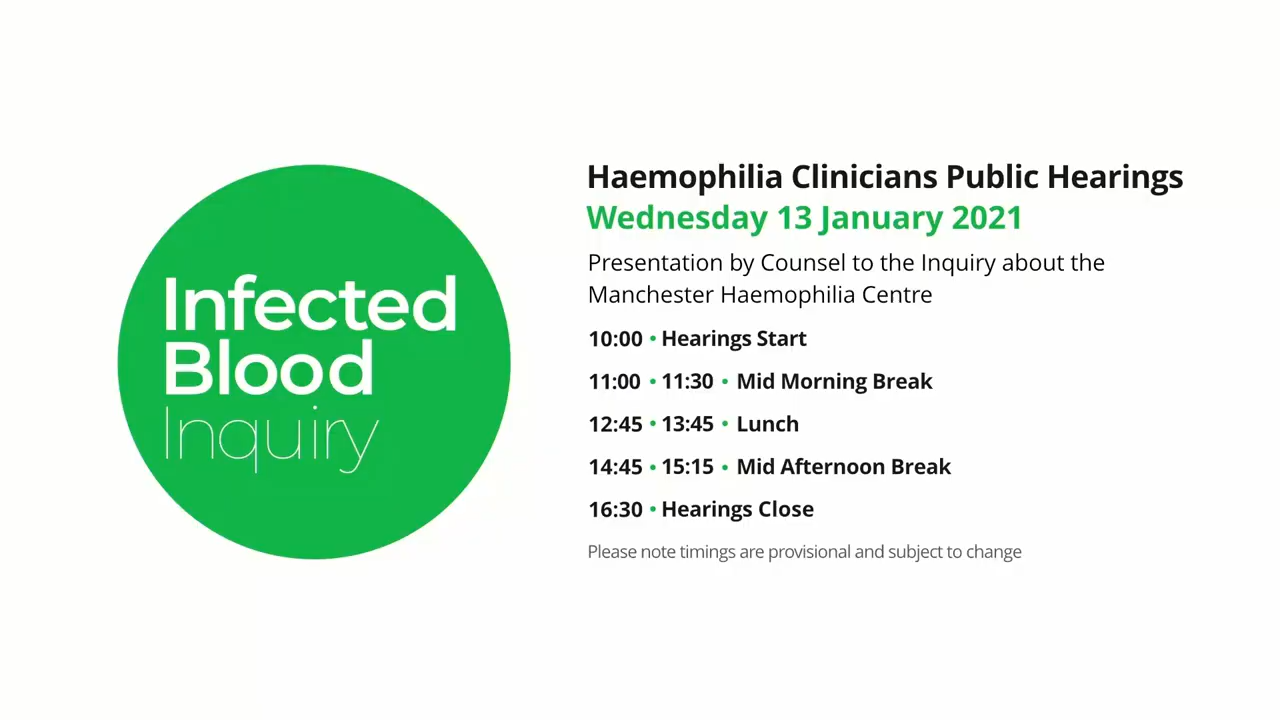 Infected
Blood
Inquiry
Haemophilia Clinicians Public Hearings
Wednesday 13 January 2021
Presentation by Counsel to the Inquiry about the
Manchester Haemophilia Centre
10:00 • Hearings Start
11:00 • 11:30 • Mid Morning Break
12:45 • 13:45 • Lunch
14:45 • 15:15 • Mid Afternoon Break
16:30 • Hearings Close
Please note timings are provisional and subject to change